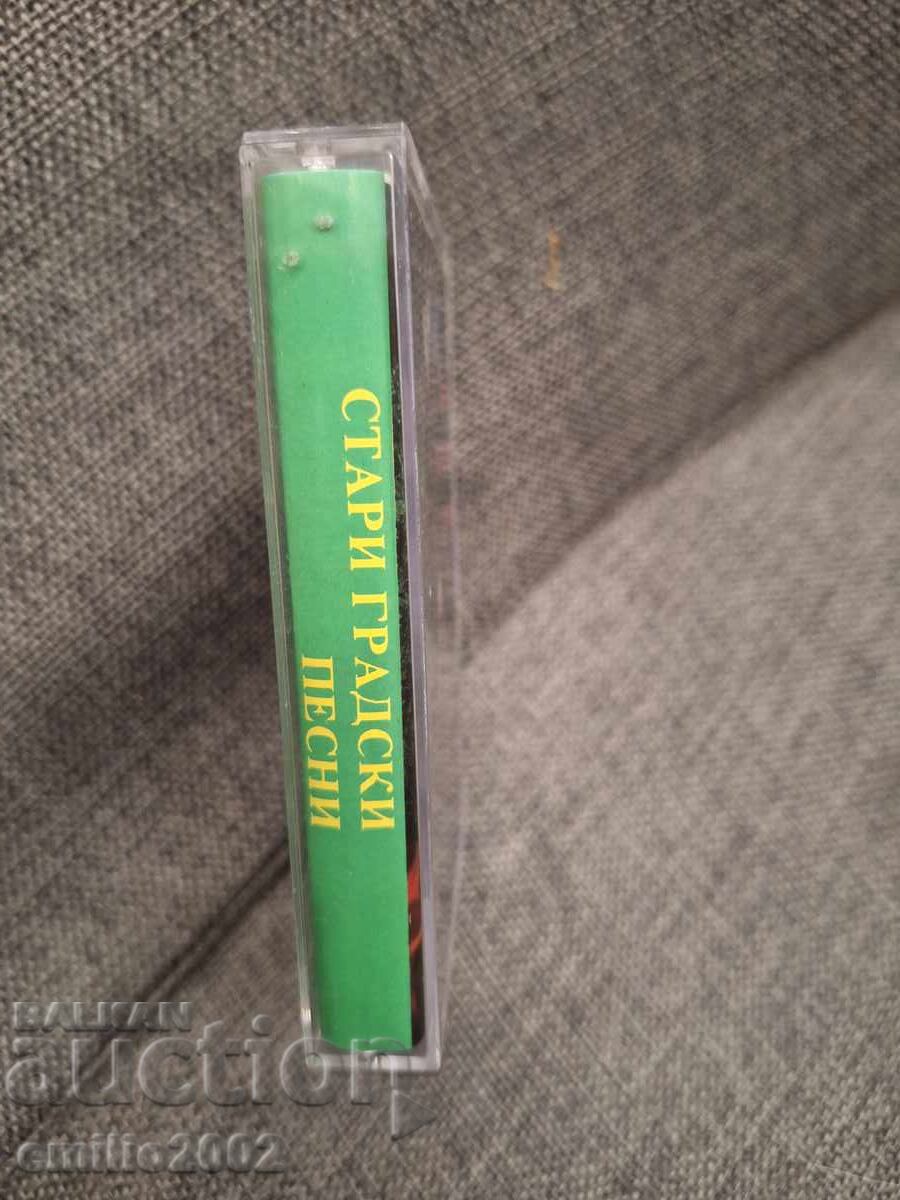 СТАРИ ГРАДСКИ
ПЕСНИ
BALKAN
auction
emilio2002